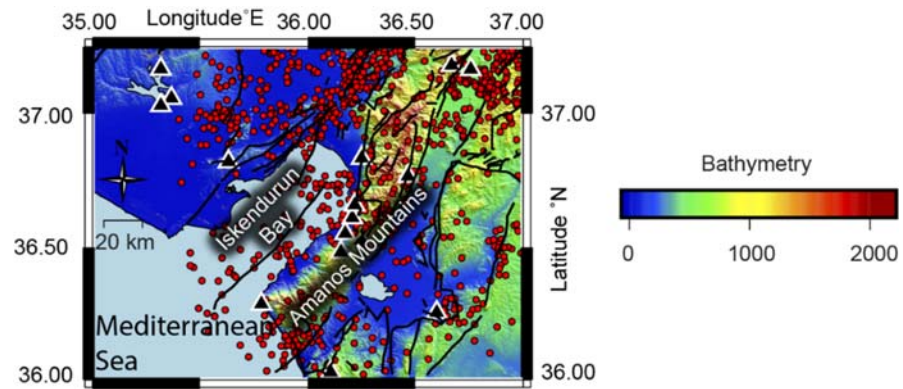 Longitude°E
35.00 36.00 36.50 37.00
37.00
37.00
N
20 km
Iskendurun
Bay
Amanos Mountains
36.50
36.50
Latitude °N
Mediterranean
Sea
36.00
36.00
Bathymetry
0 1000 2000